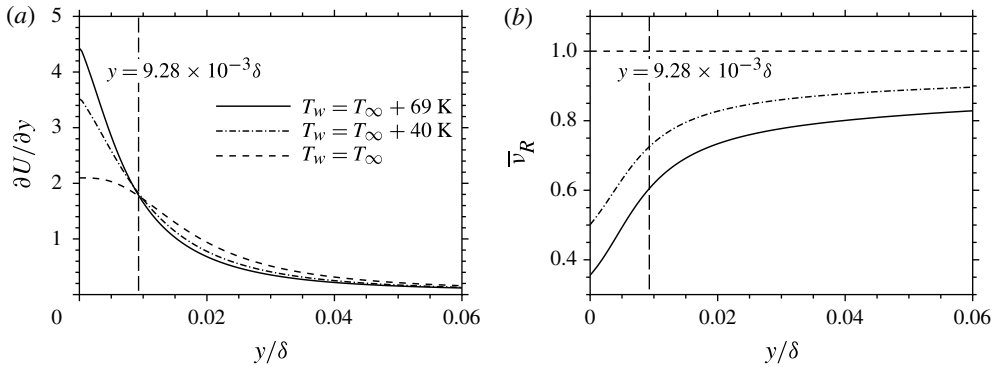 (a)
5
4
3
2
1
0
0.02
0.04
0.06
∂U/∂y
y/δ
y = 9.28 × 10⁻³δ
T_w = T_∞ + 69 K
T_w = T_∞ + 40 K
T_w = T_∞
(b)
1.0
0.8
0.6
0.4
0
0.02
0.04
0.06
v̅_R
y/δ
y = 9.28 × 10⁻³δ